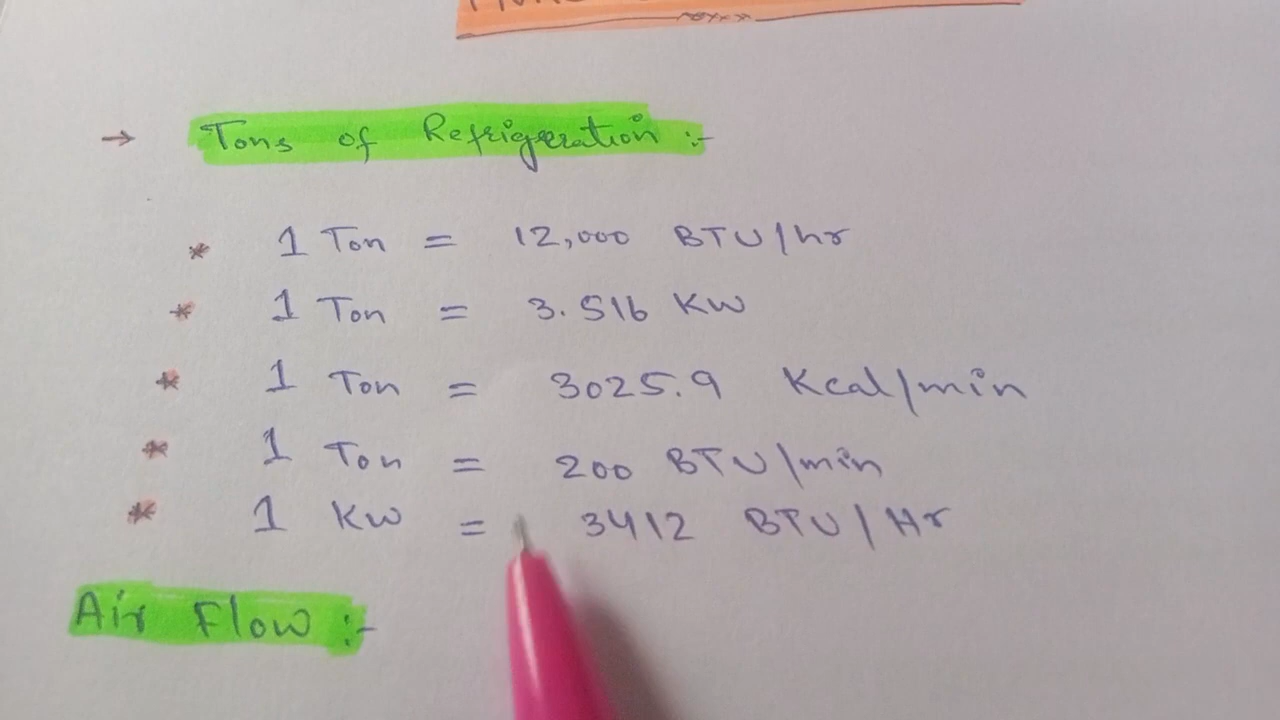 → Tons of Refrigeration :-
* 1 Ton = 12,000 BTU/hr
* 1 Ton = 3.516 KW
* 1 Ton = 3025.9 Kcal/min
* 1 Ton = 200 BTU/min
* 1 KW = 3412 BTU/Hr
Air Flow :-